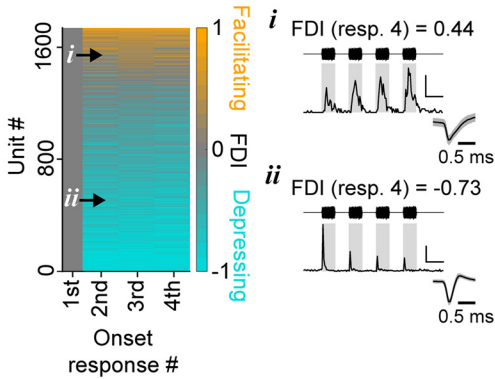 1600
800
0
Unit #
i
ii
1st
2nd
3rd
4th
Onset
response #
1
0
-1
Facilitating
FDI
Depressing
i
FDI (resp. 4) = 0.44
0.5 ms
ii
FDI (resp. 4) = -0.73
0.5 ms